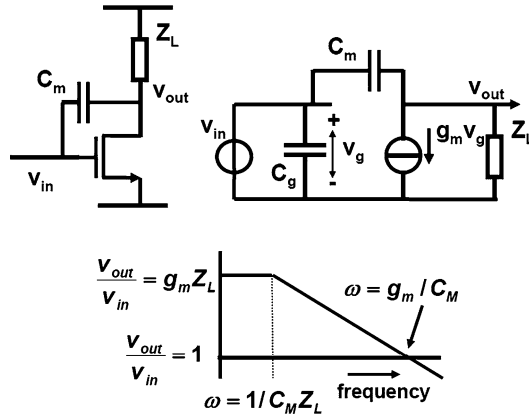 Z_L
C_m
v_out
v_in
C_m
v_out
v_in
+
v_g
-
C_g
g_m v_g
Z_L
v_out / v_in = g_m Z_L
ω = g_m / C_M
v_out / v_in = 1
frequency
ω = 1/ C_M Z_L